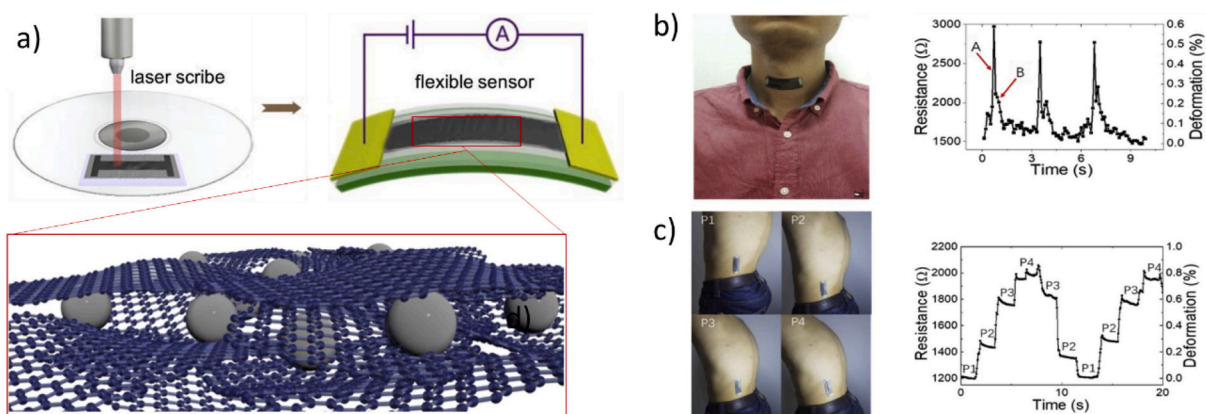 a)
laser scribe
A
flexible sensor
d)
b)
Resistance (Ω)
3000
2500
2000
1500
A
B
0.6
0.5
0.4
0.3
0.2
0.1
0.0
Deformation (%)
0 3 6 9
Time (s)
c)
P1
P2
P3
P4
Resistance (Ω)
2200
2000
1800
1600
1400
1200
P1
P2
P3
P4
P3
P2
P1
P2
P3
P4
1.0
0.8
0.6
0.4
0.2
0.0
Deformation (%)
0 5 10 15 20
Time (s)